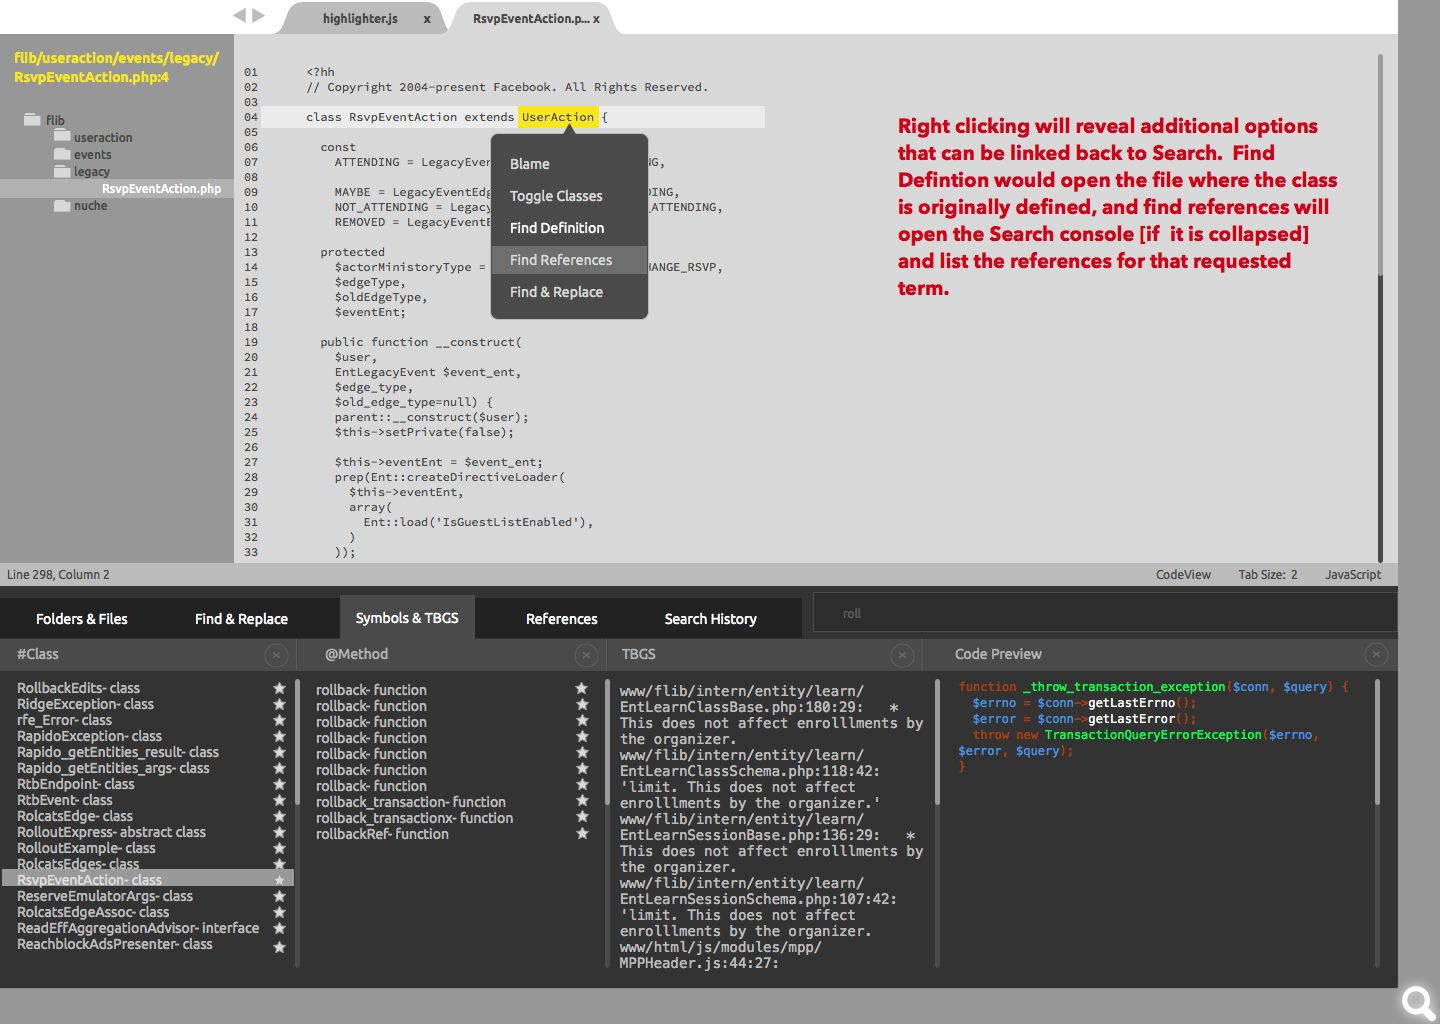 highlighter.js x
RsvpEventAction.p... x
flib/useraction/events/legacy/
RsvpEventAction.php:4
flib
useraction
events
legacy
RsvpEventAction.php
nuche
01 <?hh
02 // Copyright 2004-present Facebook. All Rights Reserved.
03
04 class RsvpEventAction extends UserAction {
05
06 const
07 ATTENDING = LegacyEven NG,
08
09 MAYBE = LegacyEventEdg DING,
10 NOT_ATTENDING = Legacy _ATTENDING,
11 REMOVED = LegacyEventE
12
13 protected
14 $actorMinistoryType = HANGE_RSVP,
15 $edgeType,
16 $oldEdgeType,
17 $eventEnt;
18
19 public function __construct(
20 $user,
21 EntLegacyEvent $event_ent,
22 $edge_type,
23 $old_edge_type=null) {
24 parent::__construct($user);
25 $this->setPrivate(false);
26
27 $this->eventEnt = $event_ent;
28 prep(Ent::createDirectiveLoader(
29 $this->eventEnt,
30 array(
31 Ent::load('IsGuestListEnabled'),
32 )
33 ));
Blame
Toggle Classes
Find Definition
Find References
Find & Replace
Right clicking will reveal additional options
that can be linked back to Search. Find
Defintion would open the file where the class
is originally defined, and find references will
open the Search console [if it is collapsed]
and list the references for that requested
term.
Line 298, Column 2
CodeView Tab Size: 2 JavaScript
Folders & Files Find & Replace Symbols & TBGS References Search History roll
#Class
RollbackEdits- class
RidgeException- class
rfe_Error- class
RapidoException- class
Rapido_getEntities_result- class
Rapido_getEntities_args- class
RtbEndpoint- class
RtbEvent- class
RolcatsEdge- class
RolloutExpress- abstract class
RolloutExample- class
RolcatsEdges- class
RsvpEventAction- class
ReserveEmulatorArgs- class
RolcatsEdgeAssoc- class
ReadEffAggregationAdvisor- interface
ReachblockAdsPresenter- class
@Method
rollback- function
rollback- function
rollback- function
rollback- function
rollback- function
rollback- function
rollback- function
rollback_transaction- function
rollback_transactionx- function
rollbackRef- function
TBGS
www/flib/intern/entity/learn/
EntLearnClassBase.php:180:29: *
This does not affect enrolllments by
the organizer.
www/flib/intern/entity/learn/
EntLearnClassSchema.php:118:42:
'limit. This does not affect
enrolllments by the organizer.'
www/flib/intern/entity/learn/
EntLearnSessionBase.php:136:29: *
This does not affect enrolllments by
the organizer.
www/flib/intern/entity/learn/
EntLearnSessionSchema.php:107:42:
'limit. This does not affect
enrolllments by the organizer.
www/html/js/modules/mpp/
MPPHeader.js:44:27:
Code Preview
function _throw_transaction_exception($conn, $query) {
$errno = $conn->getLastErrno();
$error = $conn->getLastError();
throw new TransactionQueryErrorException($errno,
$error, $query);
}